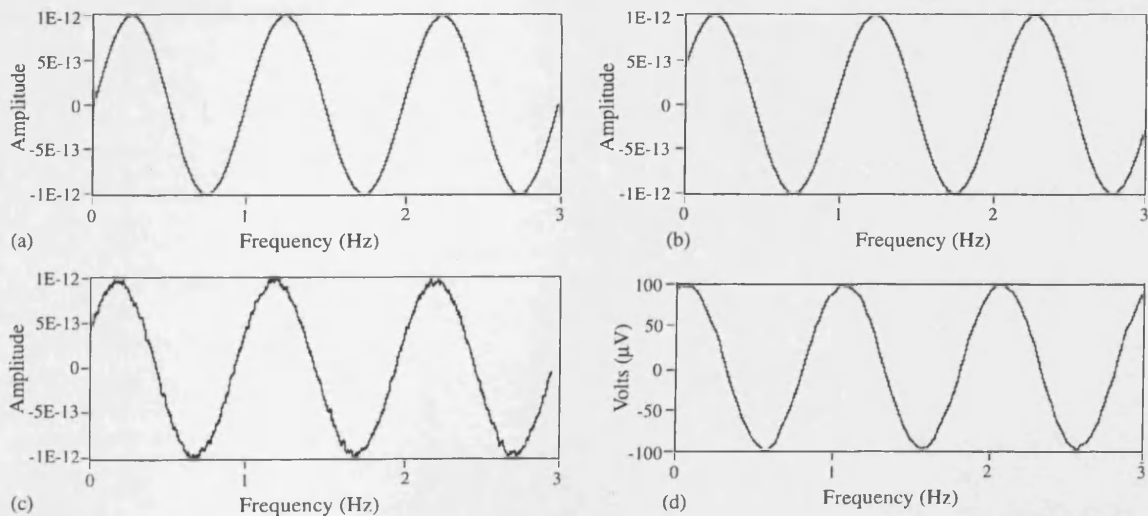 1E-12
5E-13
0
-5E-13
-1E-12
Amplitude
0 1 2 3
Frequency (Hz)
(a)
1E-12
5E-13
0
-5E-13
-1E-12
Amplitude
0 1 2 3
Frequency (Hz)
(b)
1E-12
5E-13
0
-5E-13
-1E-12
Amplitude
0 1 2 3
Frequency (Hz)
(c)
100
50
0
-50
-100
Volts (µV)
0 1 2 3
Frequency (Hz)
(d)